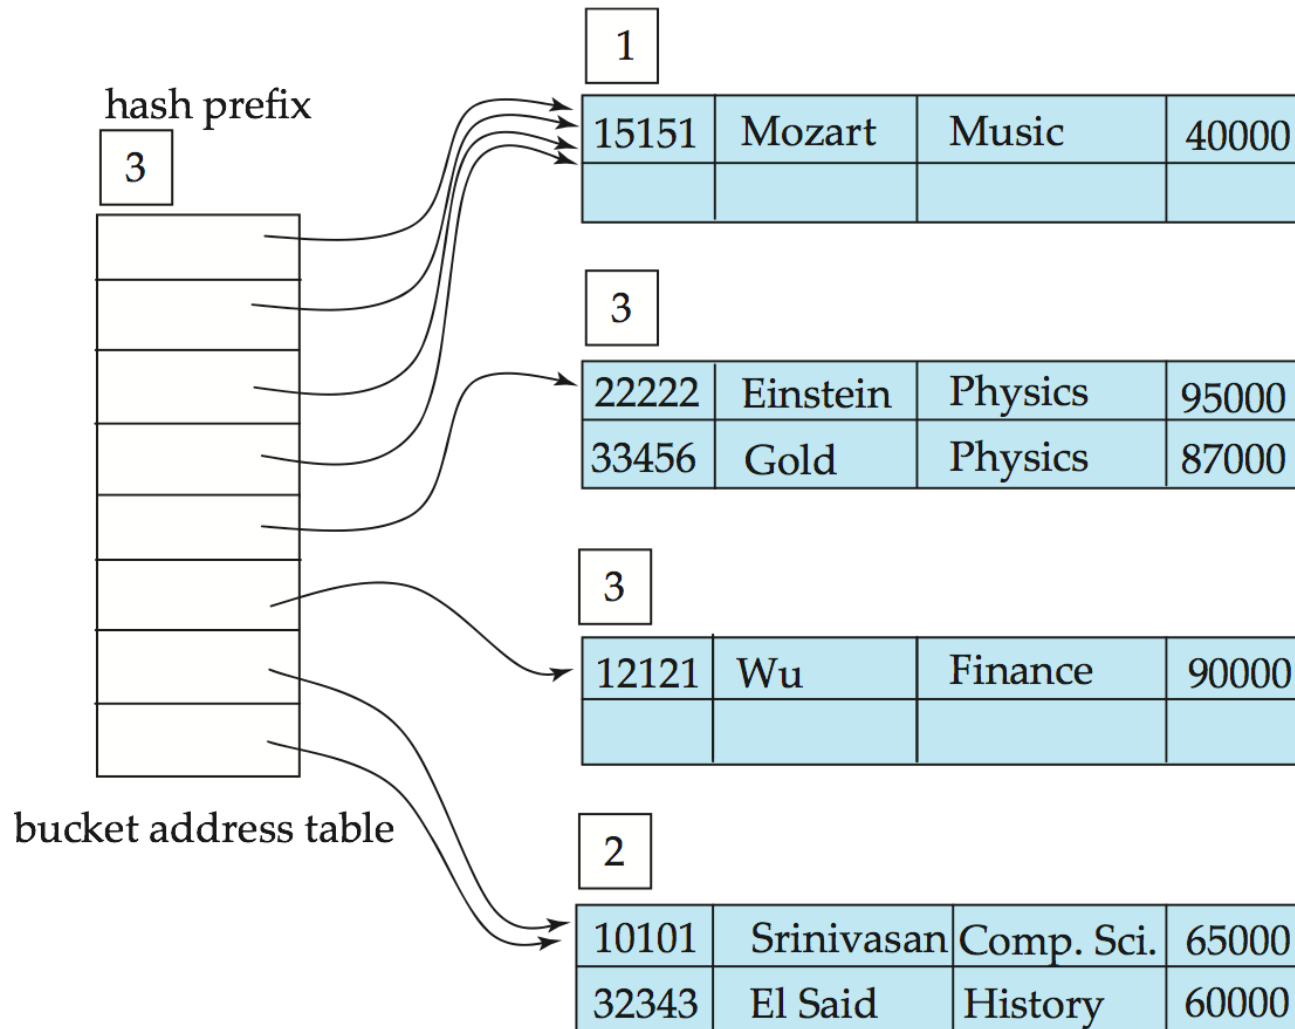 hash prefix
3
bucket address table
1
15151 Mozart Music 40000
3
22222 Einstein Physics 95000
33456 Gold Physics 87000
3
12121 Wu Finance 90000
2
10101 Srinivasan Comp. Sci. 65000
32343 El Said History 60000